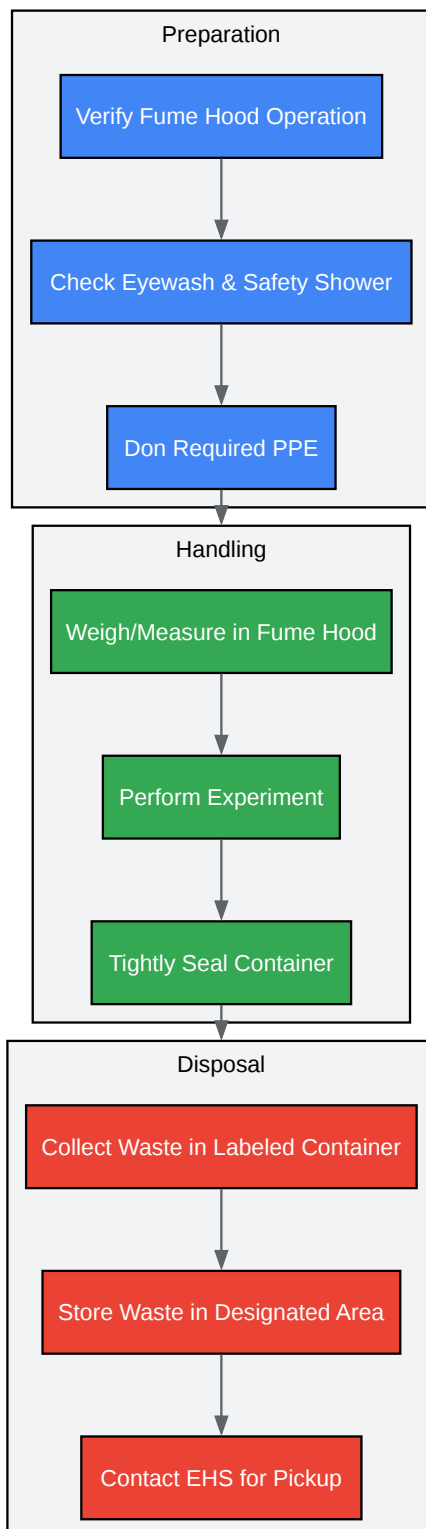 Preparation
Verify Fume Hood Operation
Check Eyewash & Safety Shower
Don Required PPE
Handling
Weigh/Measure in Fume Hood
Perform Experiment
Tightly Seal Container
Disposal
Collect Waste in Labeled Container
Store Waste in Designated Area
Contact EHS for Pickup